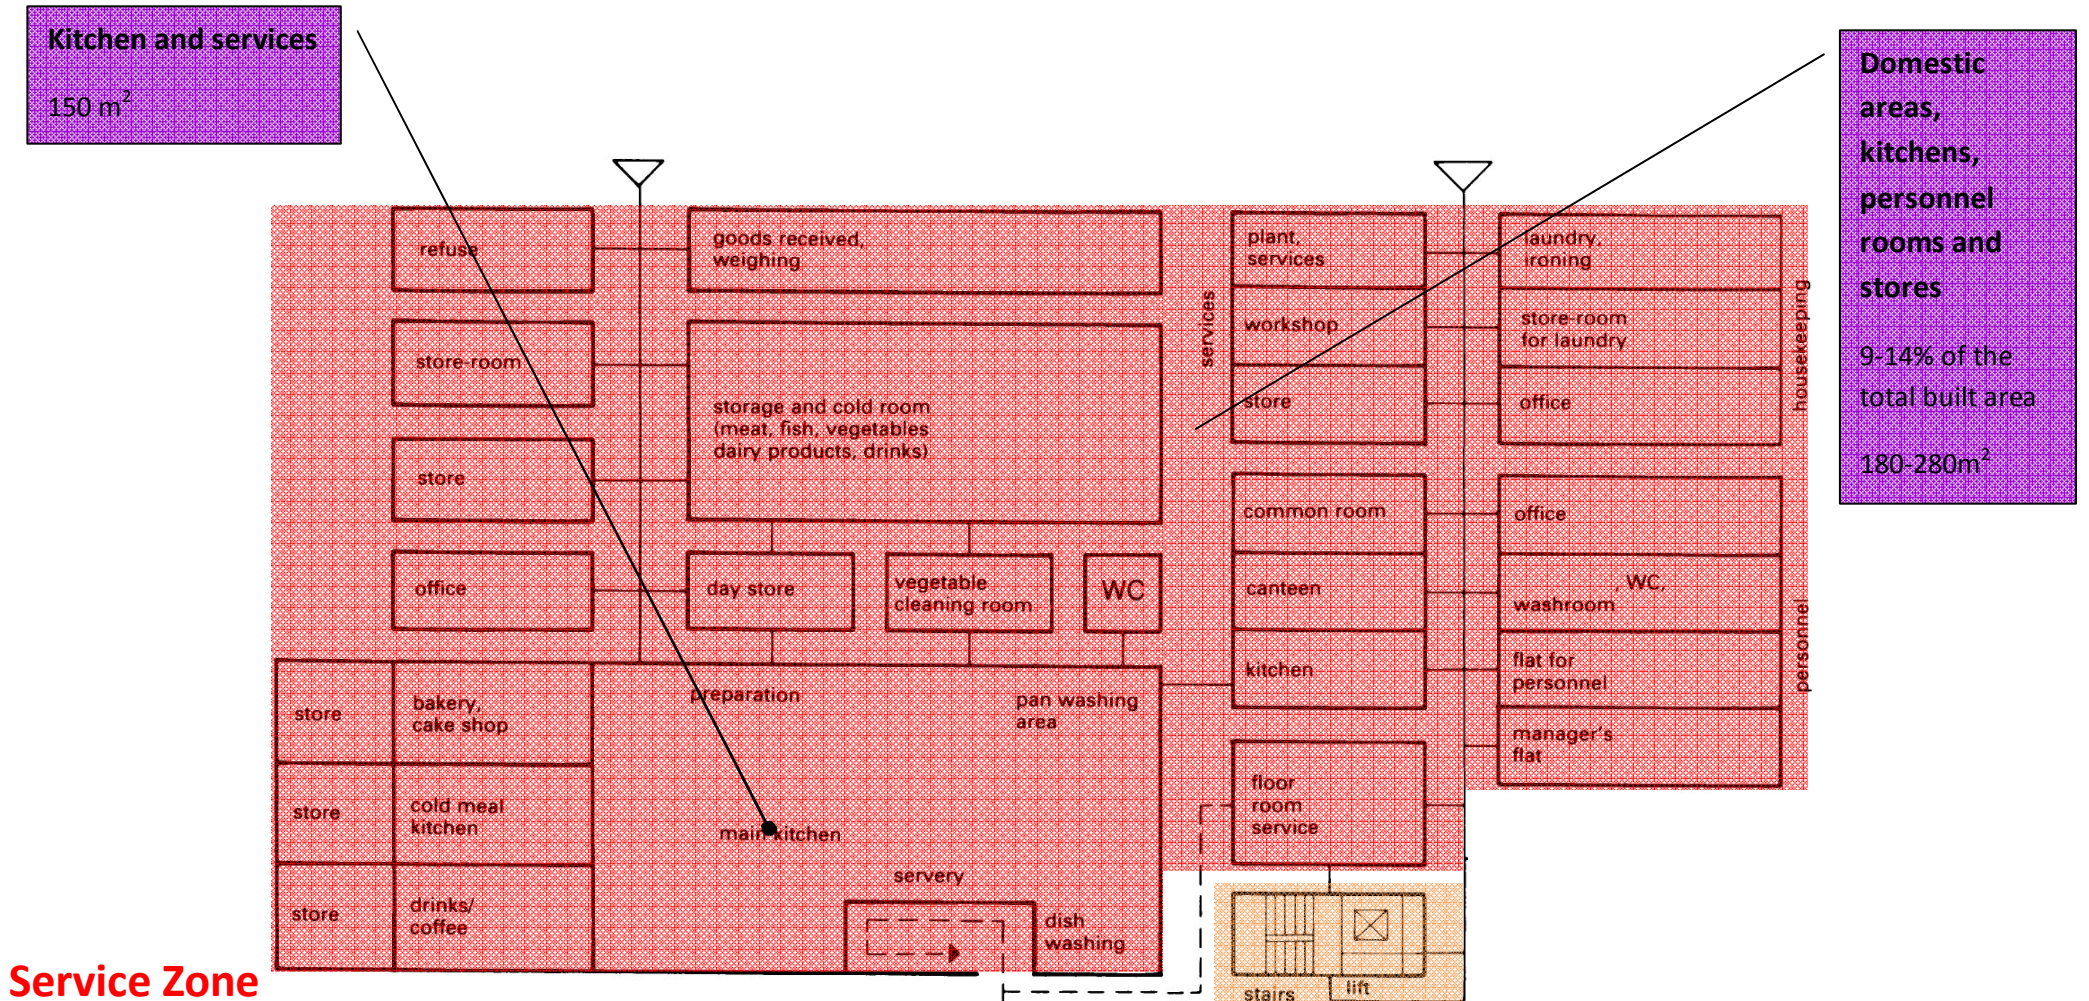 Kitchen and services
150 m²
Domestic
areas,
kitchens,
personnel
rooms and
stores
9-14% of the
total built area
180-280m²
refuse
goods received,
weighing
store-room
storage and cold room
(meat, fish, vegetables
dairy products, drinks)
store
office
day store
vegetable
cleaning room
WC
store
bakery,
cake shop
preparation
pan washing
area
store
cold meal
kitchen
main kitchen
store
drinks/
coffee
servery
dish
washing
services
plant,
services
workshop
store
laundry,
ironing
store-room
for laundry
office
housekeeping
common room
canteen
kitchen
office
, WC,
washroom
flat for
personnel
manager's
flat
personnel
floor
room
service
stairs
lift
Service Zone